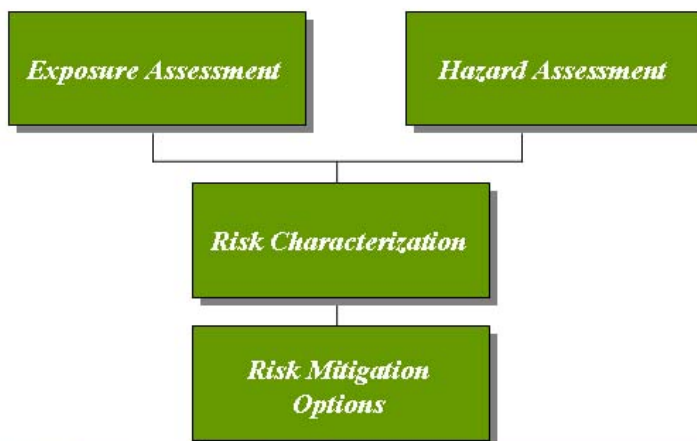 Exposure Assessment
Hazard Assessment
Risk Characterization
Risk Mitigation
Options